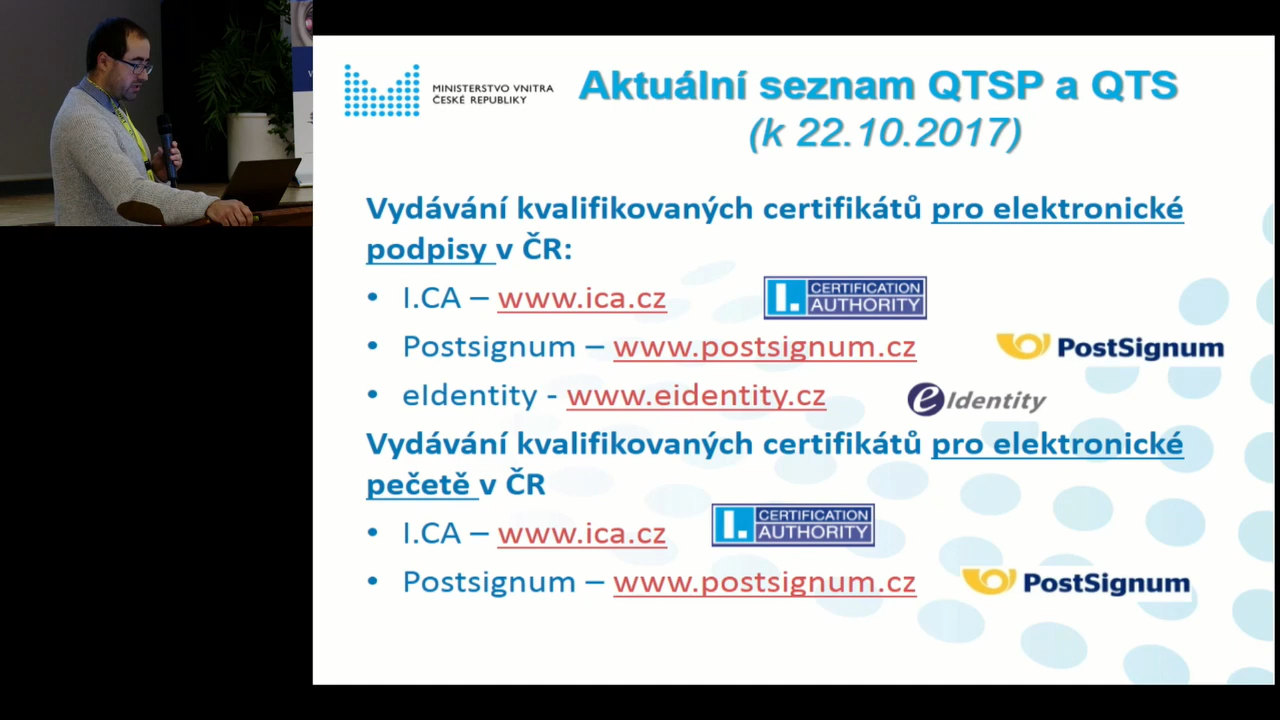 MINISTERSTVO VNITRA
ČESKÉ REPUBLIKY
Aktuální seznam QTSP a QTS
(k 22.10.2017)
Vydávání kvalifikovaných certifikátů pro elektronické
podpisy v ČR:
• I.CA – www.ica.cz
I. CERTIFICATION
AUTHORITY
• Postsignum – www.postsignum.cz
PostSignum
• eIdentity - www.eidentity.cz
eIdentity
Vydávání kvalifikovaných certifikátů pro elektronické
pečetě v ČR
• I.CA – www.ica.cz
I. CERTIFICATION
AUTHORITY
• Postsignum – www.postsignum.cz
PostSignum